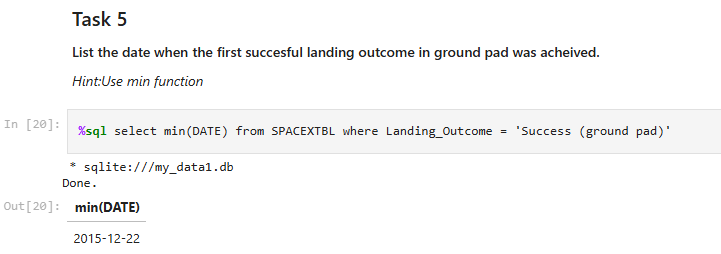 Task 5
List the date when the first succesful landing outcome in ground pad was acheived.
Hint:Use min function
In [20]: %sql select min(DATE) from SPACEXTBL where Landing_Outcome = 'Success (ground pad)'
* sqlite:///my_data1.db
Done.
Out[20]: min(DATE)
2015-12-22